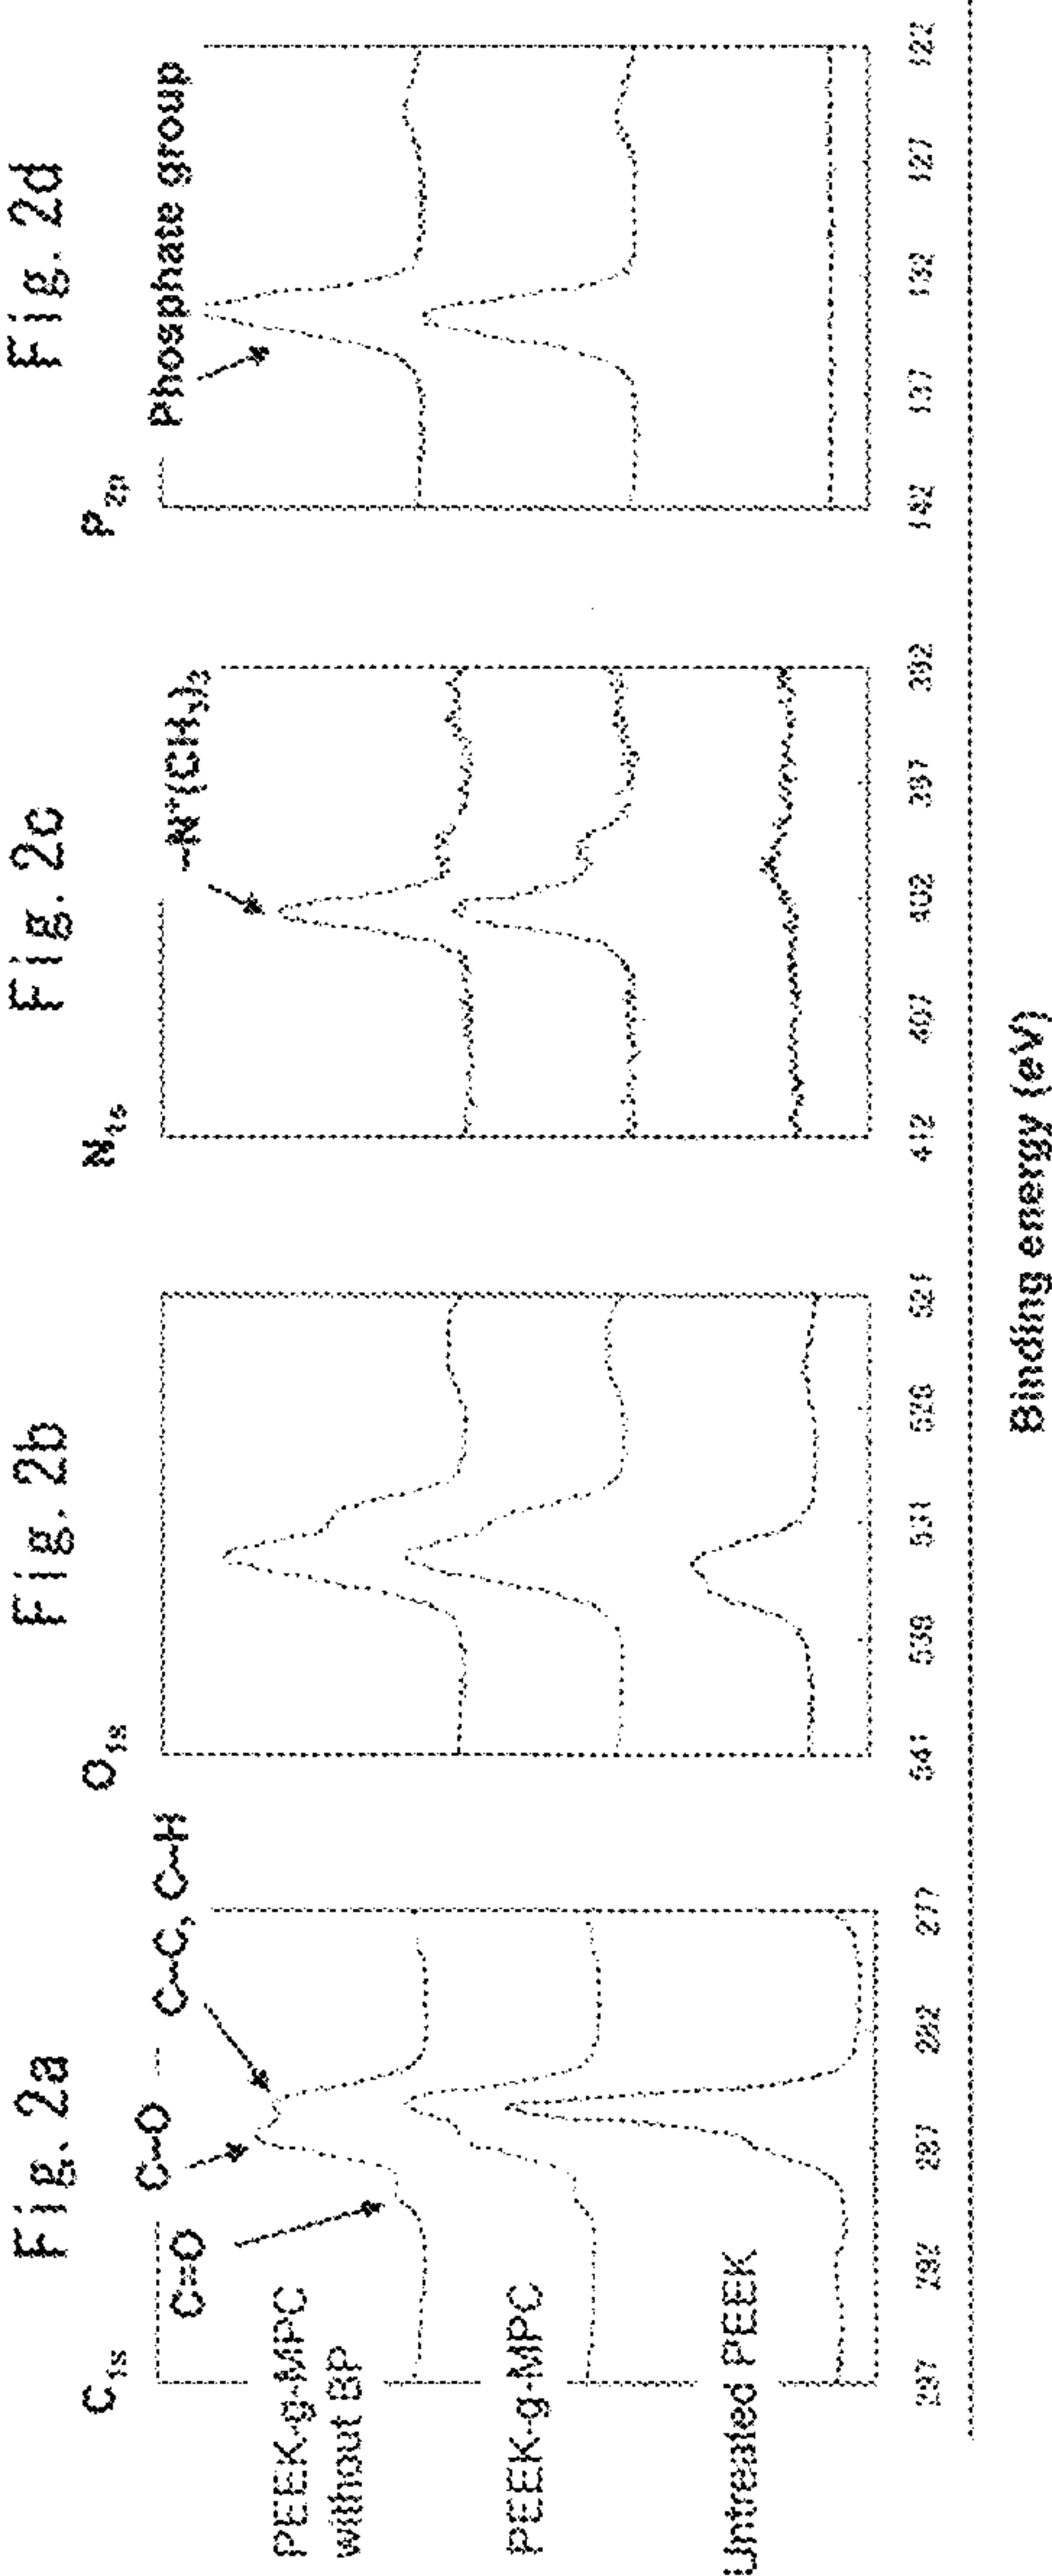 Fig. 2a
C1s
C=O
C-O
C-C, C-H
PEEK-g-MPC
without BP
PEEK-g-MPC
Untreated PEEK
297 292 287 282 277
Fig. 2b
O1s
541 536 531 526 521
Fig. 2c
N1s
-N+(CH3)3
412 407 402 397 392
Fig. 2d
P2p
Phosphate group
142 137 132 127 122
Binding energy (eV)